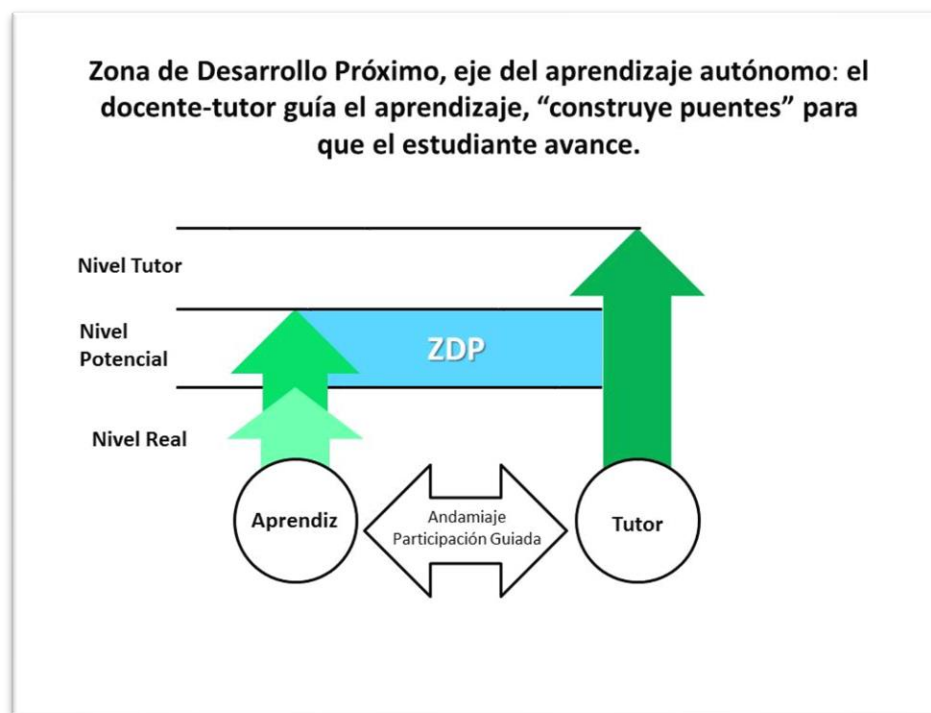 Zona de Desarrollo Próximo, eje del aprendizaje autónomo: el
docente-tutor guía el aprendizaje, “construye puentes” para
que el estudiante avance.
Nivel Tutor
Nivel
Potencial
ZDP
Nivel Real
Aprendiz
Andamiaje
Participación Guiada
Tutor